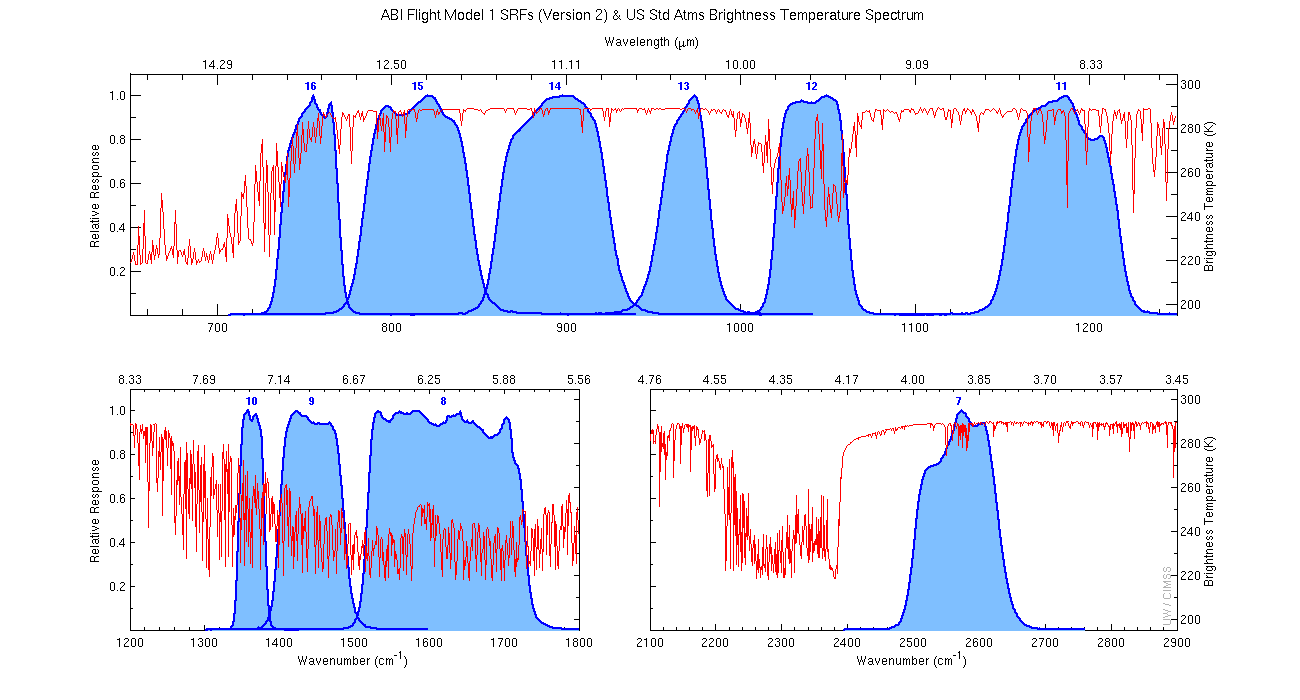 ABI Flight Model 1 SRFs (Version 2) & US Std Atms Brightness Temperature Spectrum
Wavelength (μm)
14.29 12.50 11.11 10.00 9.09 8.33
16 15 14 13 12 11
1.0 0.8 0.6 0.4 0.2
Relative Response
300 280 260 240 220 200
Brightness Temperature (K)
700 800 900 1000 1100 1200
8.33 7.69 7.14 6.67 6.25 5.88 5.56
10 9 8
1.0 0.8 0.6 0.4 0.2
Relative Response
1200 1300 1400 1500 1600 1700 1800
Wavenumber (cm⁻¹)
4.76 4.55 4.35 4.17 4.00 3.85 3.70 3.57 3.45
7
300 280 260 240 220 200
Brightness Temperature (K)
UW / CIMSS
2100 2200 2300 2400 2500 2600 2700 2800 2900
Wavenumber (cm⁻¹)